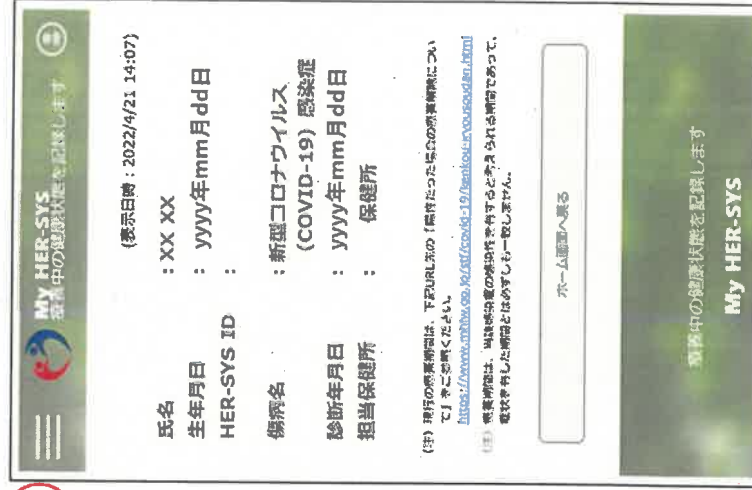 My HER-SYS
療養中の健康状態を記録します
(表示日時:2022/4/21 14:07)
氏名 : XX XX
生年月日 : yyyy年mm月dd日
HER-SYS ID :
傷病名 : 新型コロナウイルス
(COVID-19) 感染症
診断年月日 : yyyy年mm月dd日
担当保健所 : 保健所
(注) 現行の療養期間は、下記URL先の「陽性だった場合の療養解除につい
て」をご参照ください。
https://www.mhlw.go.jp/stf/covid-19/kenkou-iryousoudan.html
(注) 療養期間は、当該感染症の感染性を有すると考えられる期間であって、
症状を有した期間とは必ずしも一致しません。
ホーム画面へ戻る
療養中の健康状態を記録します
My HER-SYS